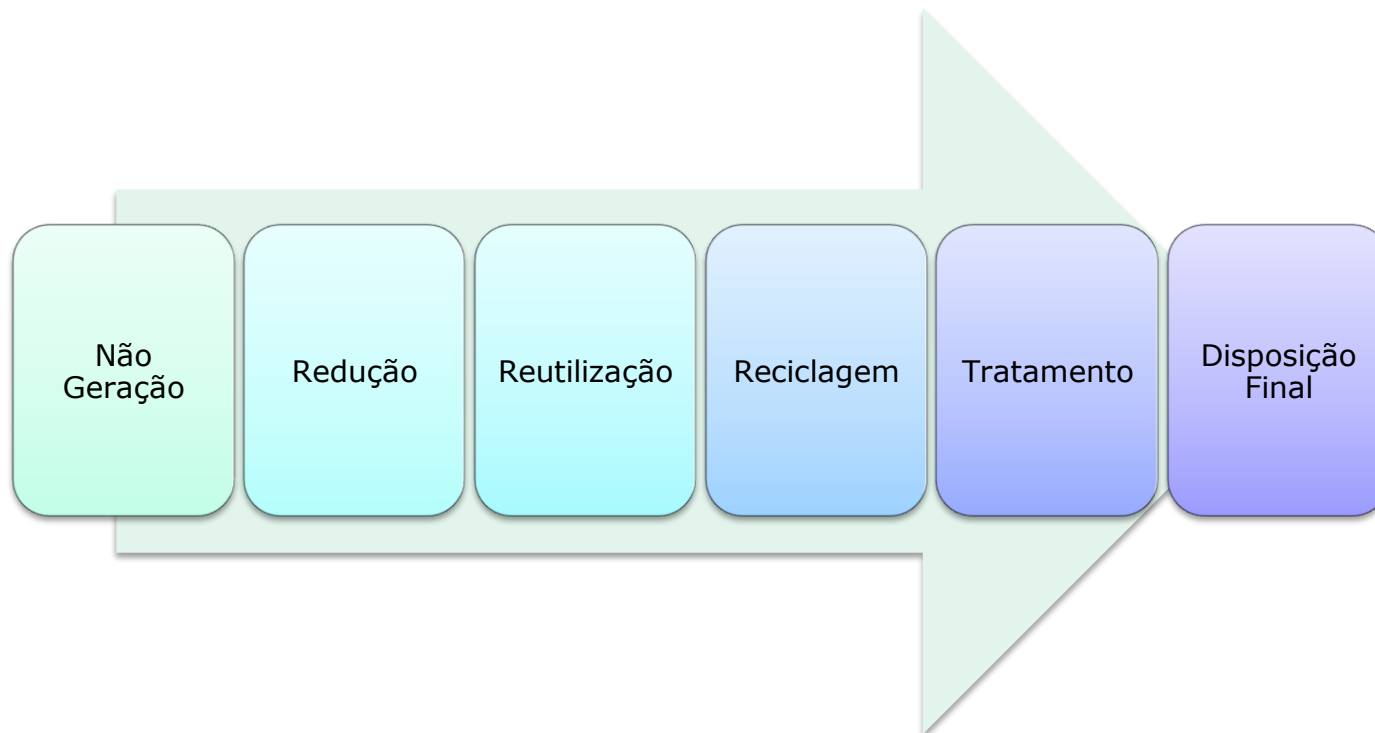 Não
Geração
Redução
Reutilização
Reciclagem
Tratamento
Disposição
Final